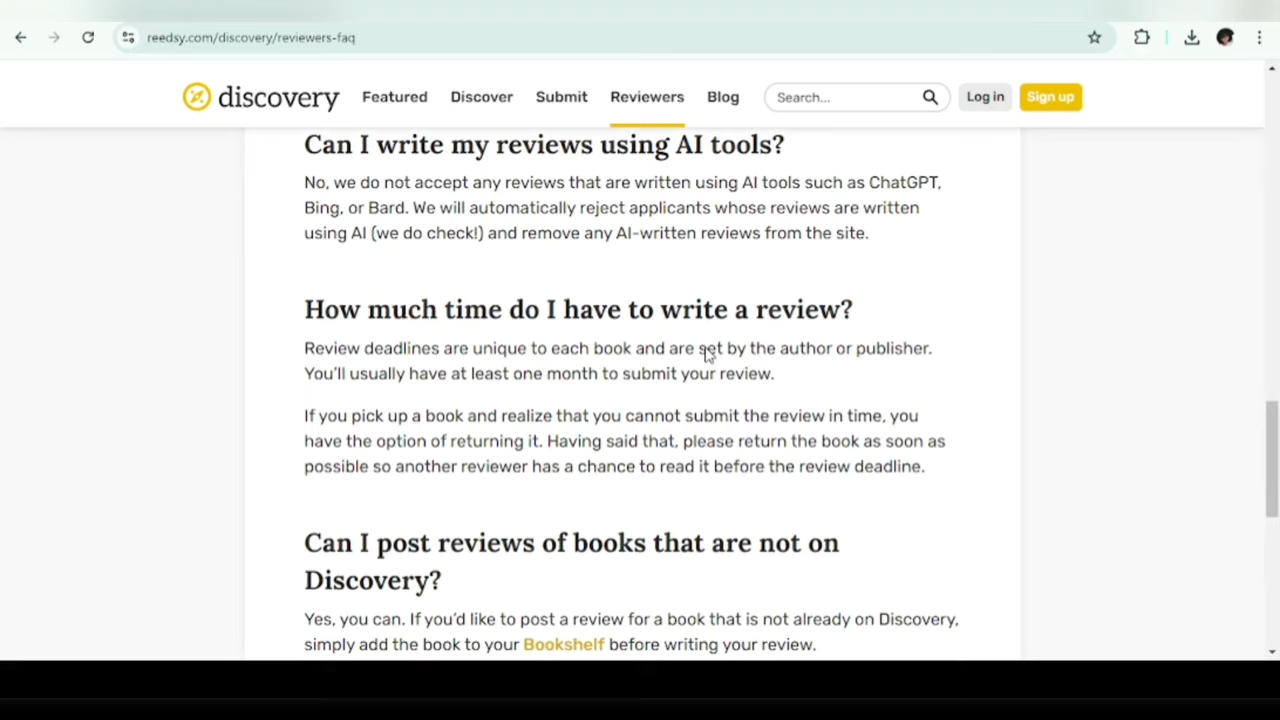 reedsy.com/discovery/reviewers-faq
discovery Featured Discover Submit Reviewers Blog Search... Log in Sign up
Can I write my reviews using AI tools?
No, we do not accept any reviews that are written using AI tools such as ChatGPT,
Bing, or Bard. We will automatically reject applicants whose reviews are written
using AI (we do check!) and remove any AI-written reviews from the site.
How much time do I have to write a review?
Review deadlines are unique to each book and are set by the author or publisher.
You'll usually have at least one month to submit your review.
If you pick up a book and realize that you cannot submit the review in time, you
have the option of returning it. Having said that, please return the book as soon as
possible so another reviewer has a chance to read it before the review deadline.
Can I post reviews of books that are not on
Discovery?
Yes, you can. If you'd like to post a review for a book that is not already on Discovery,
simply add the book to your Bookshelf before writing your review.